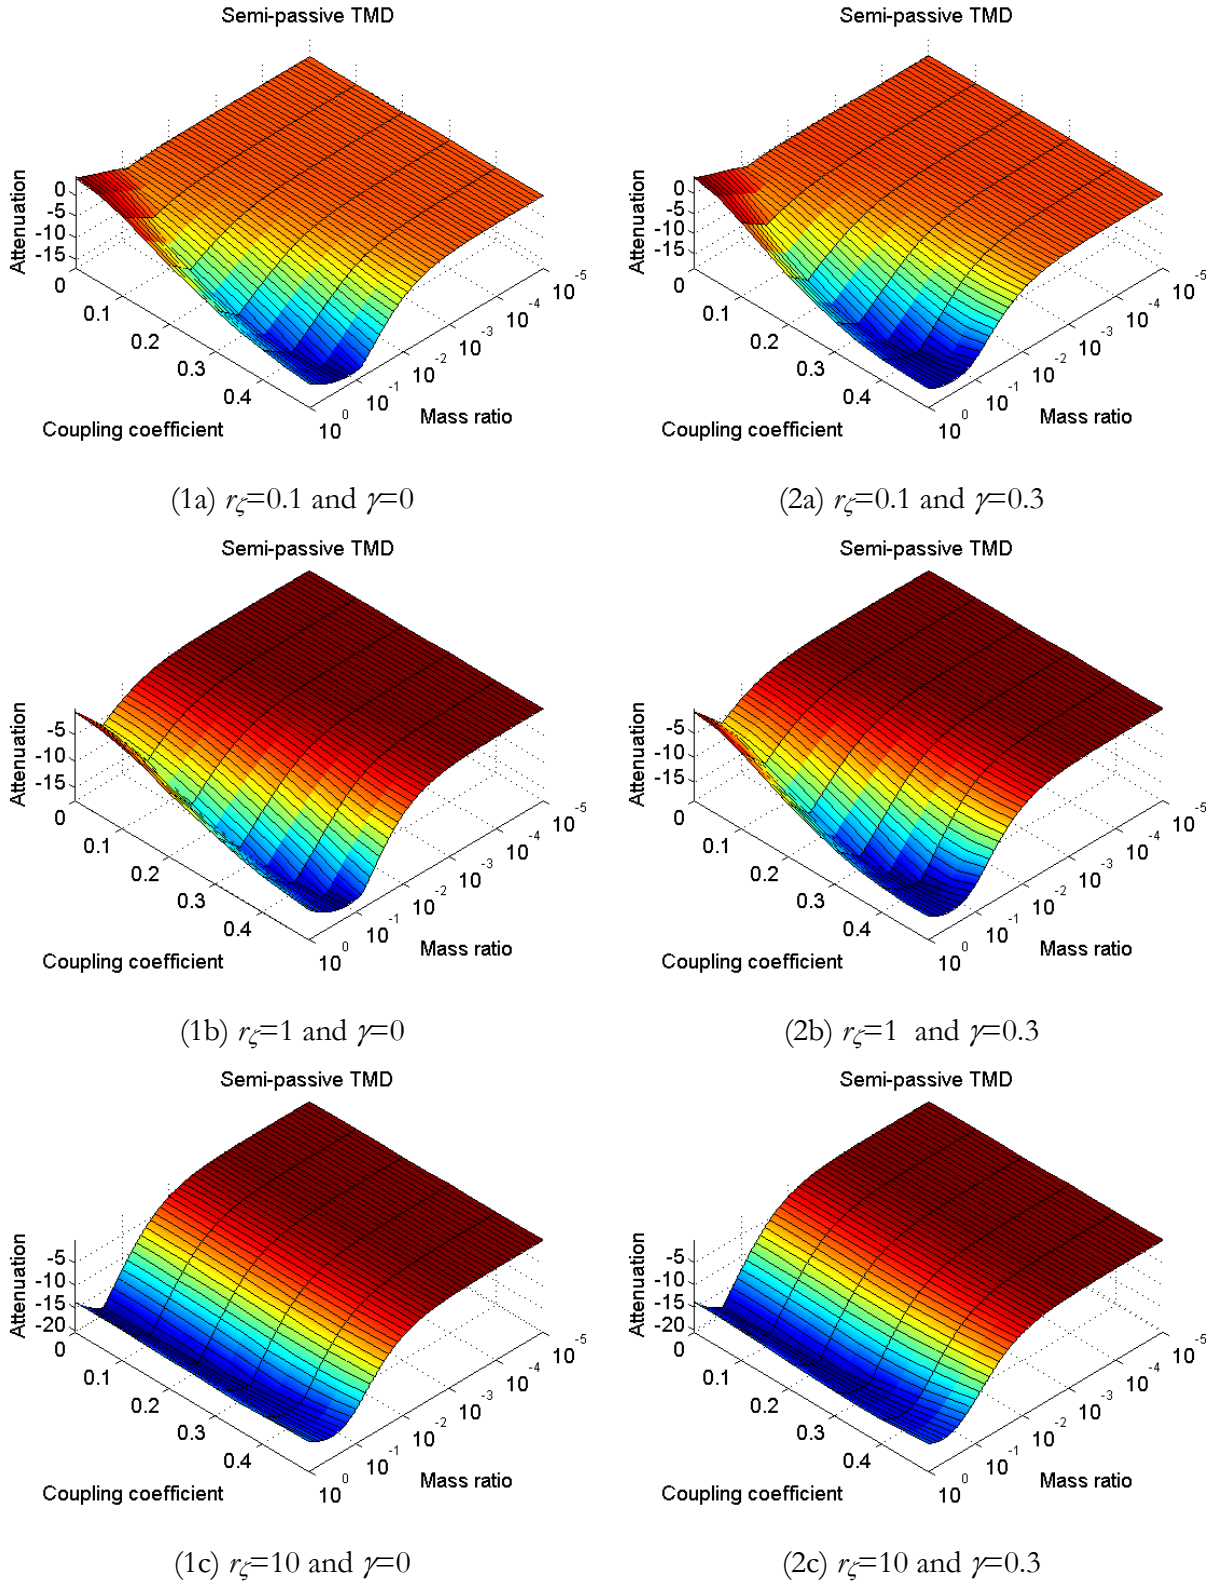 Semi-passive TMD
Attenuation
0
-5
-10
-15
0
0.1
0.2
0.3
0.4
Coupling coefficient
10^0
10^-1
10^-2
10^-3
10^-4
10^-5
Mass ratio
(1a) r_ζ=0.1 and γ=0
Semi-passive TMD
Attenuation
0
-5
-10
-15
0
0.1
0.2
0.3
0.4
Coupling coefficient
10^0
10^-1
10^-2
10^-3
10^-4
10^-5
Mass ratio
(2a) r_ζ=0.1 and γ=0.3
Semi-passive TMD
Attenuation
-5
-10
-15
0
0.1
0.2
0.3
0.4
Coupling coefficient
10^0
10^-1
10^-2
10^-3
10^-4
10^-5
Mass ratio
(1b) r_ζ=1 and γ=0
Semi-passive TMD
Attenuation
-5
-10
-15
0
0.1
0.2
0.3
0.4
Coupling coefficient
10^0
10^-1
10^-2
10^-3
10^-4
10^-5
Mass ratio
(2b) r_ζ=1 and γ=0.3
Semi-passive TMD
Attenuation
-5
-10
-15
-20
0
0.1
0.2
0.3
0.4
Coupling coefficient
10^0
10^-1
10^-2
10^-3
10^-4
10^-5
Mass ratio
(1c) r_ζ=10 and γ=0
Semi-passive TMD
Attenuation
-5
-10
-15
-20
0
0.1
0.2
0.3
0.4
Coupling coefficient
10^0
10^-1
10^-2
10^-3
10^-4
10^-5
Mass ratio
(2c) r_ζ=10 and γ=0.3